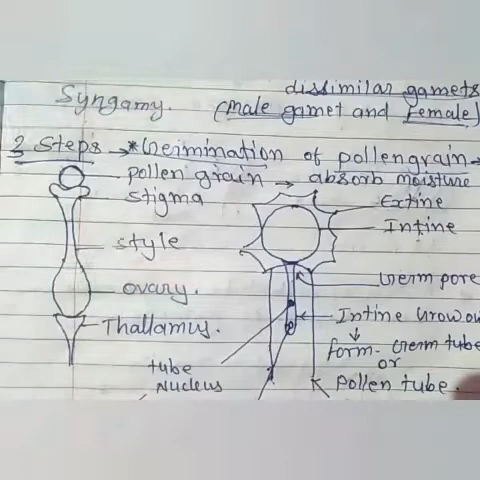 dissimilar gamets
Syngamy. (male gamet and Female)
2 Steps → *Germination of pollengrain →
pollen grain → absorb moisture
stigma
Extine
Intine
style
Germ pore
ovary.
Intine Grow ou
Thallamus.
form. Germ tube
or
tube
Nucleus
pollen tube.